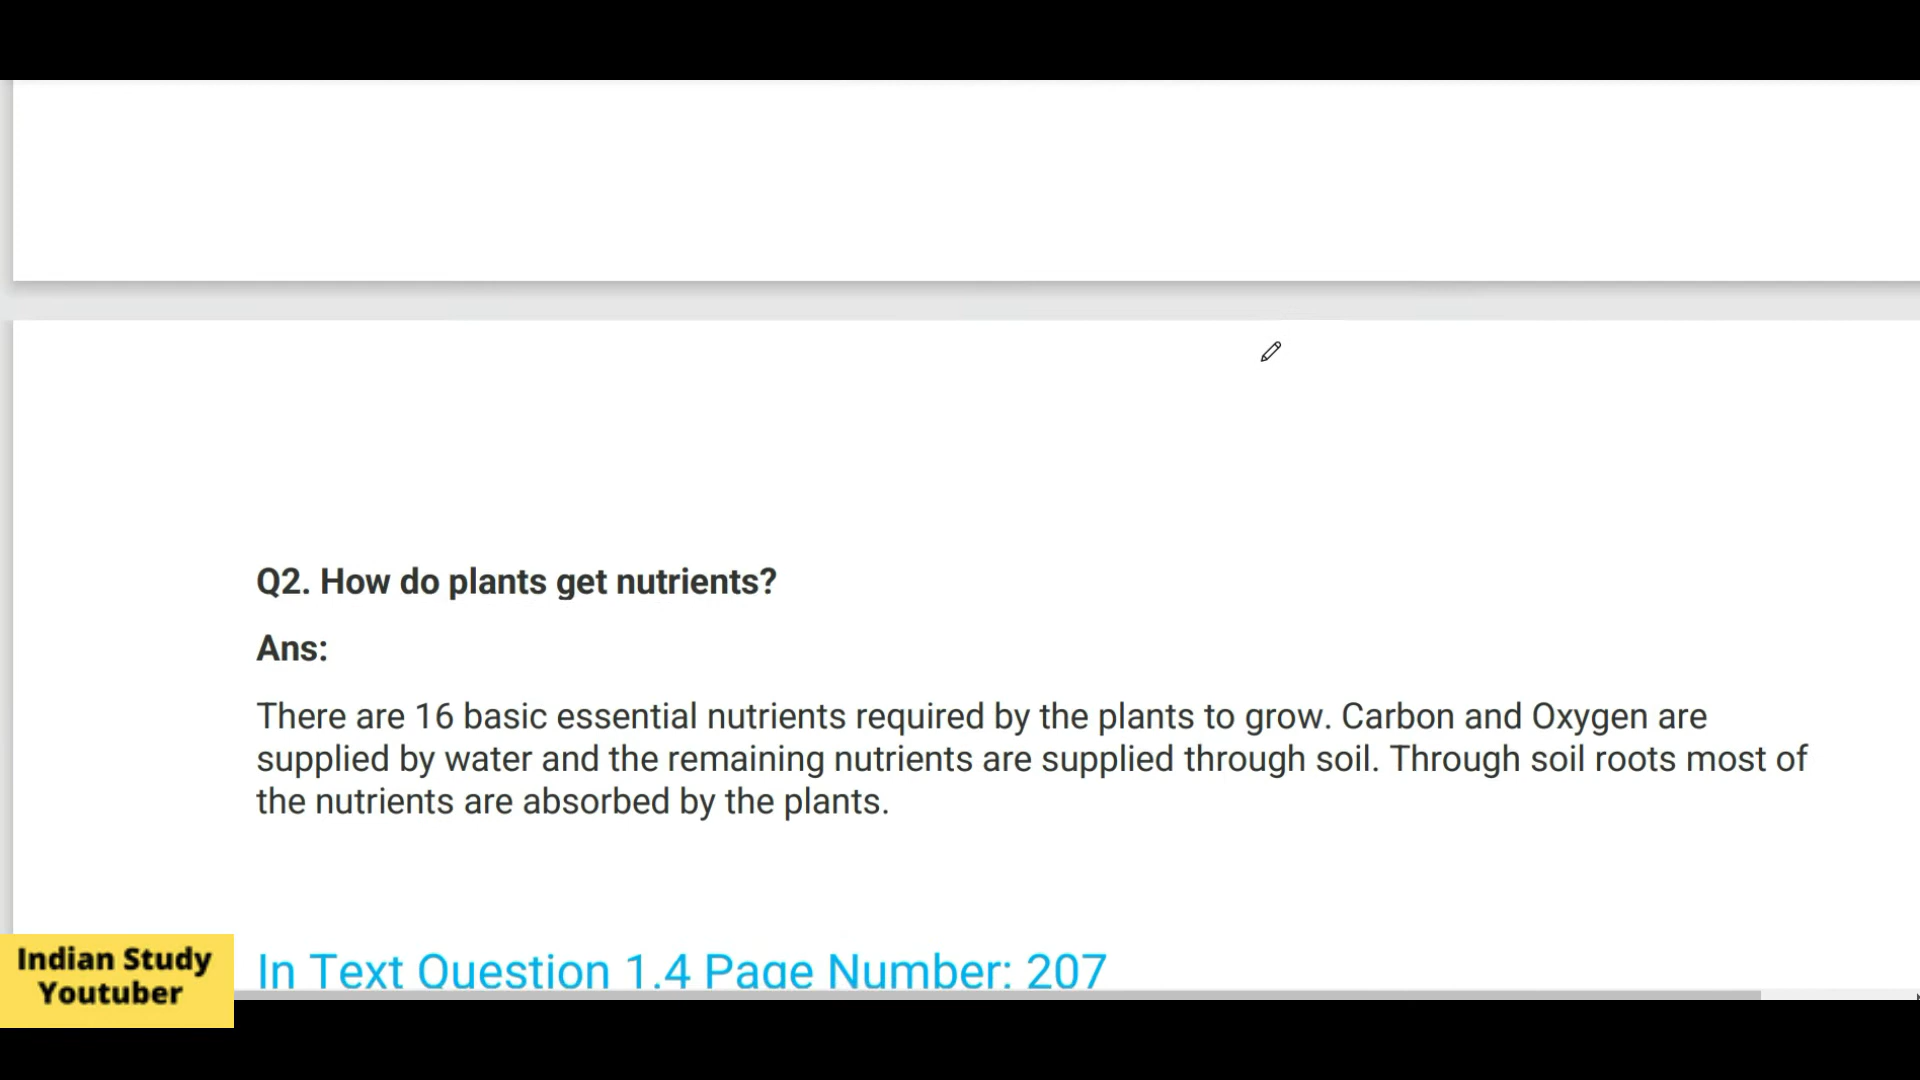 Q2. How do plants get nutrients?
Ans:
There are 16 basic essential nutrients required by the plants to grow. Carbon and Oxygen are
supplied by water and the remaining nutrients are supplied through soil. Through soil roots most of
the nutrients are absorbed by the plants.
In Text Question 1.4 Page Number: 207
Indian Study
Youtuber